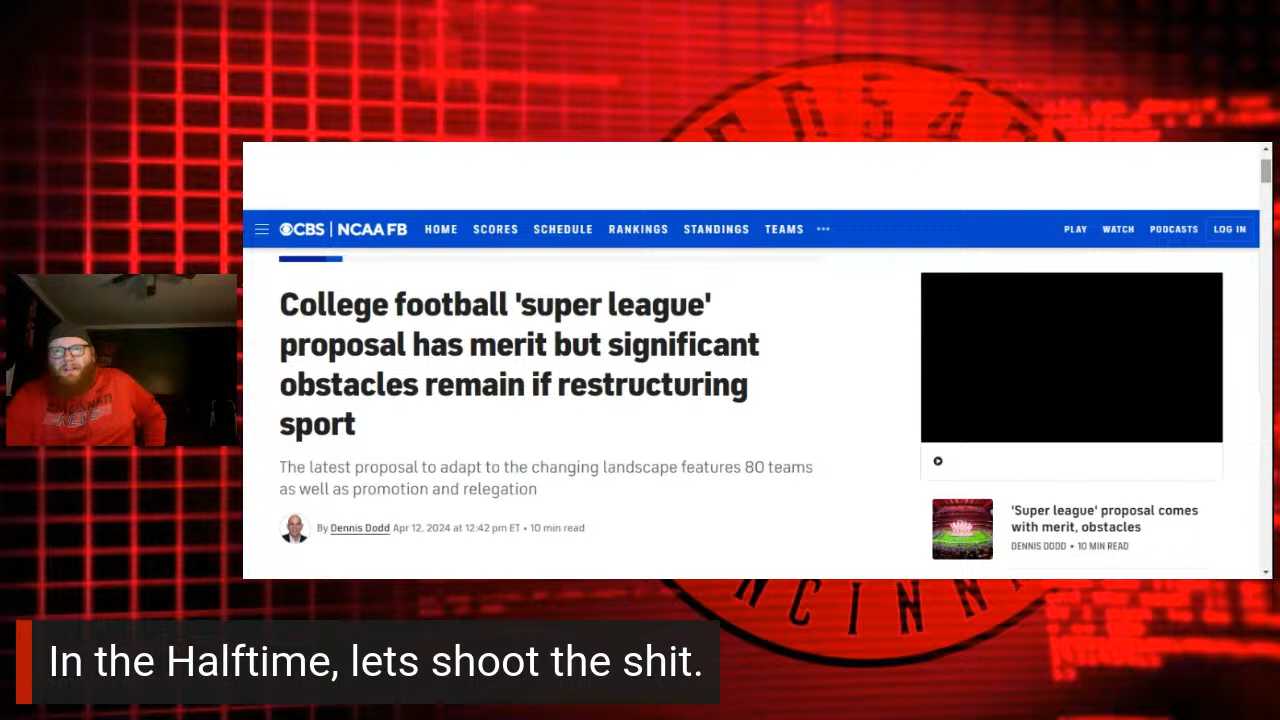 CBS | NCAA FB HOME SCORES SCHEDULE RANKINGS STANDINGS TEAMS ••• PLAY WATCH PODCASTS LOG IN
College football 'super league'
proposal has merit but significant
obstacles remain if restructuring
sport
The latest proposal to adapt to the changing landscape features 80 teams
as well as promotion and relegation
By Dennis Dodd Apr 12, 2024 at 12:42 pm ET • 10 min read
'Super league' proposal comes
with merit, obstacles
DENNIS DODD • 10 MIN READ
REDS
In the Halftime, lets shoot the shit.